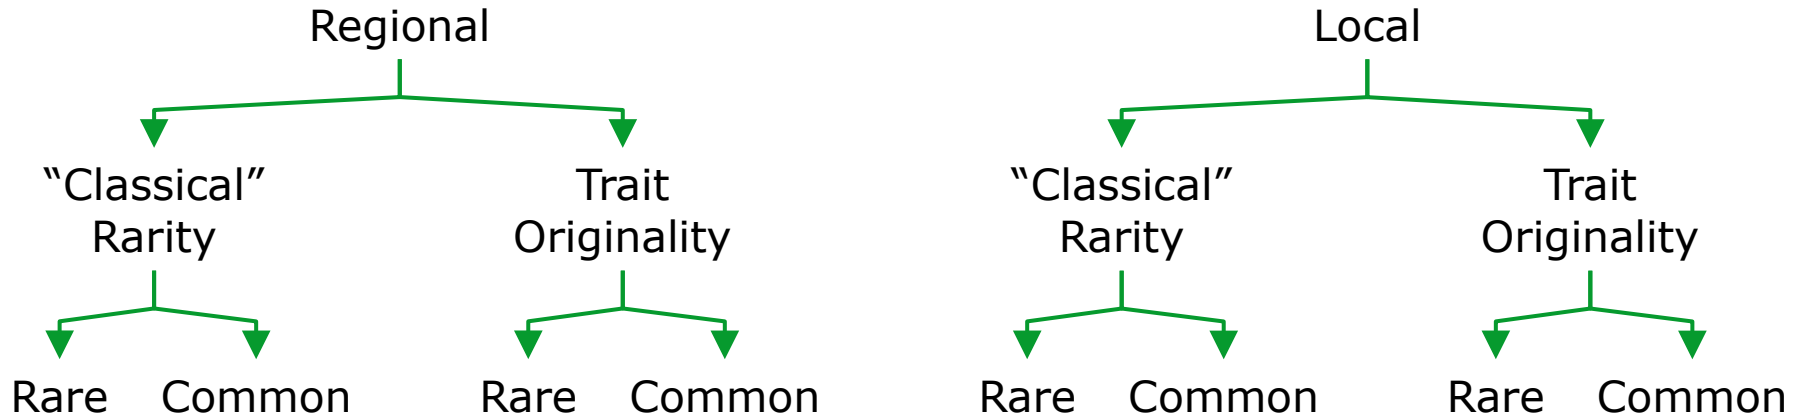 Regional
Local
“Classical”
Rarity
Trait
Originality
“Classical”
Rarity
Trait
Originality
Rare
Common
Rare
Common
Rare
Common
Rare
Common